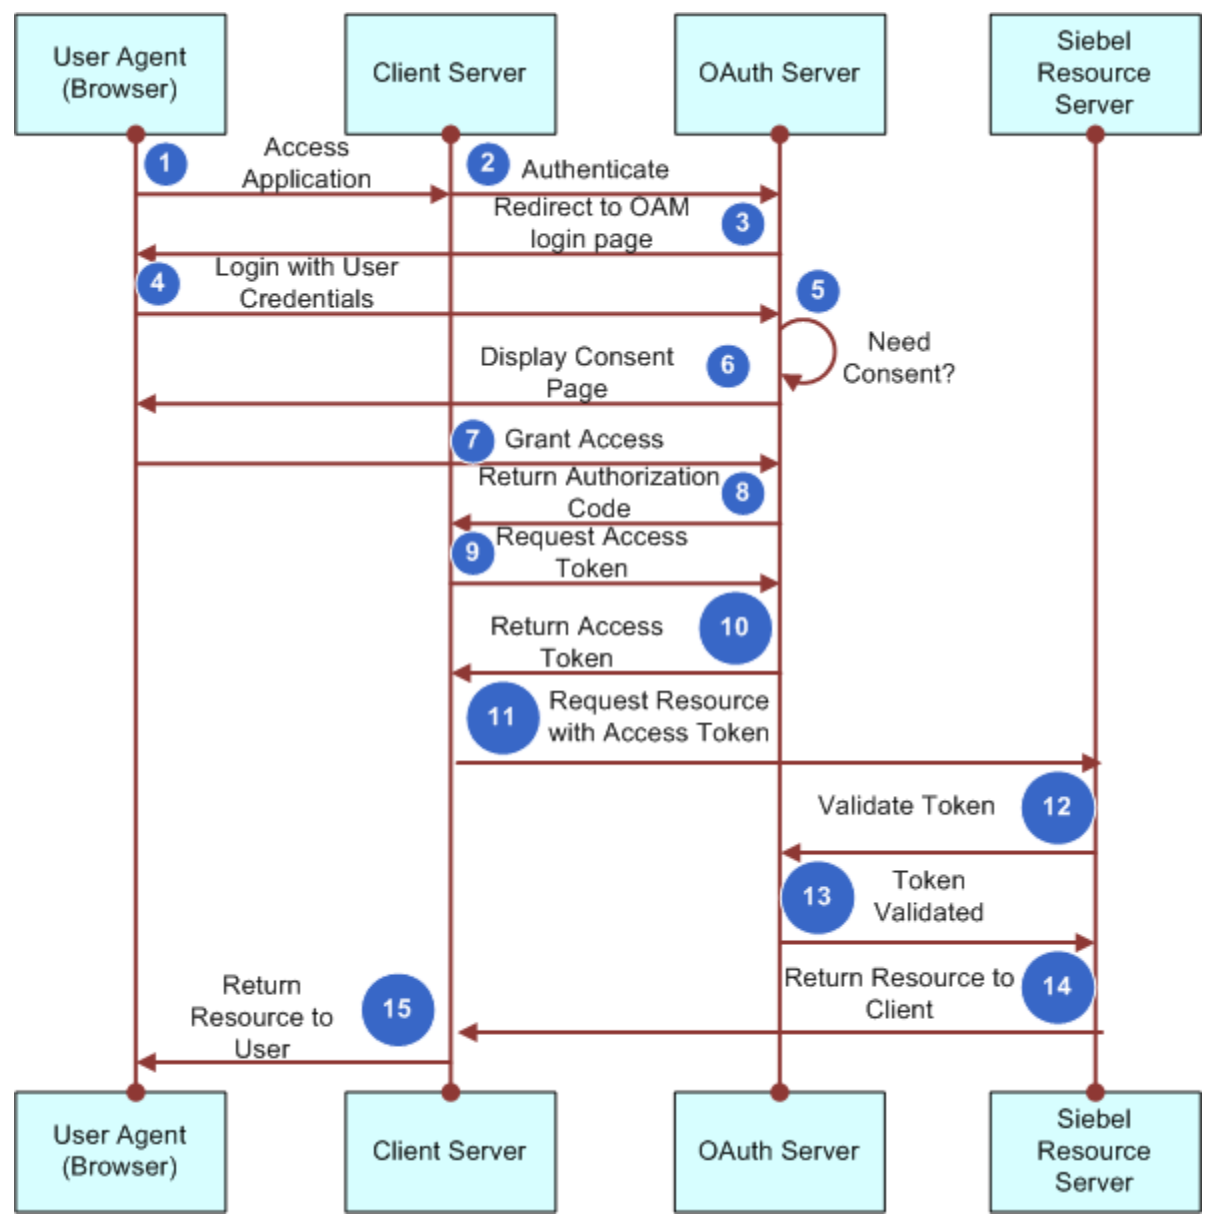 User Agent
(Browser)
Client Server
OAuth Server
Siebel
Resource
Server
1
Access
Application
2
Authenticate
Redirect to OAM
login page
3
4
Login with User
Credentials
5
Need
Consent?
Display Consent
Page
6
7
Grant Access
Return Authorization
Code
8
9
Request Access
Token
Return Access
Token
10
11
Request Resource
with Access Token
Validate Token
12
13
Token
Validated
Return Resource to
Client
14
Return
Resource to
User
15
User Agent
(Browser)
Client Server
OAuth Server
Siebel
Resource
Server